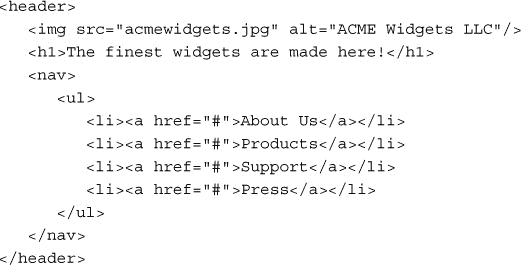 <header>
   <img src="acmewidgets.jpg" alt="ACME Widgets LLC"/>
   <h1>The finest widgets are made here!</h1>
   <nav>
      <ul>
         <li><a href="#">About Us</a></li>
         <li><a href="#">Products</a></li>
         <li><a href="#">Support</a></li>
         <li><a href="#">Press</a></li>
      </ul>
   </nav>
</header>